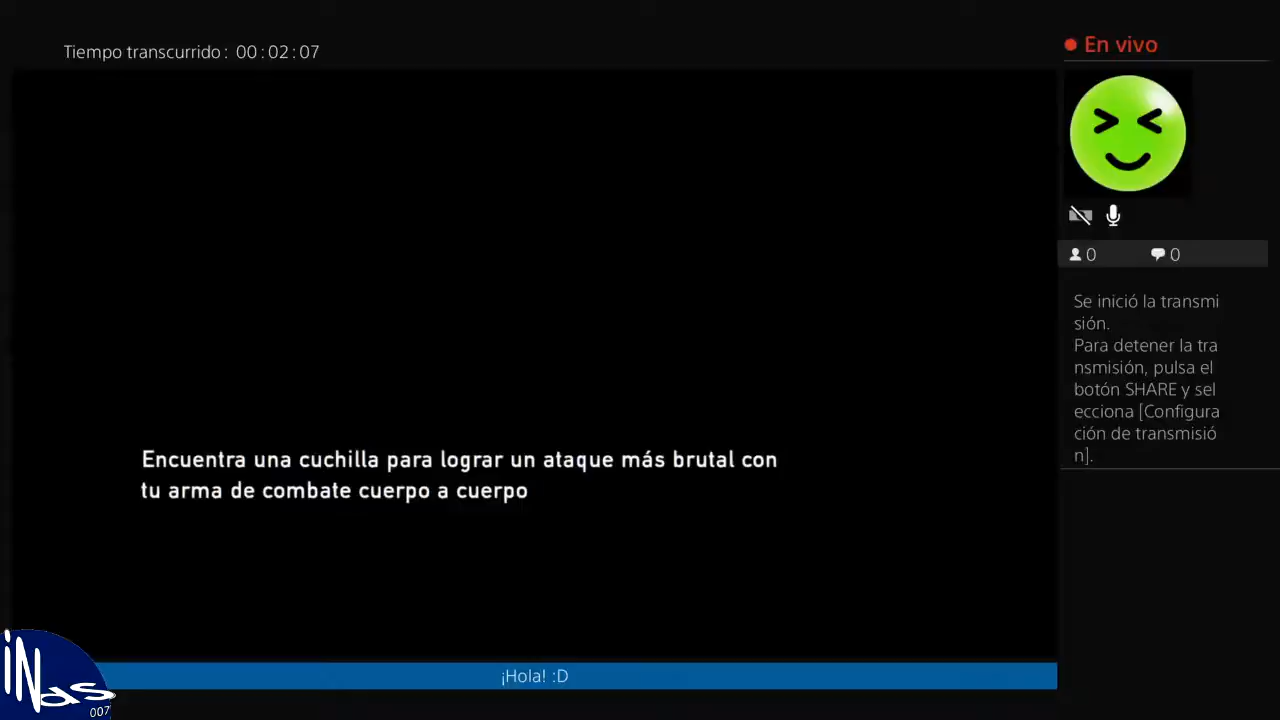 Tiempo transcurrido: 00:02:07
En vivo
0
0
Se inició la transmi
sión.
Para detener la tra
nsmisión, pulsa el
botón SHARE y sel
ecciona [Configura
ción de transmisió
n].
Encuentra una cuchilla para lograr un ataque más brutal con
tu arma de combate cuerpo a cuerpo
¡Hola! :D
iNas
007